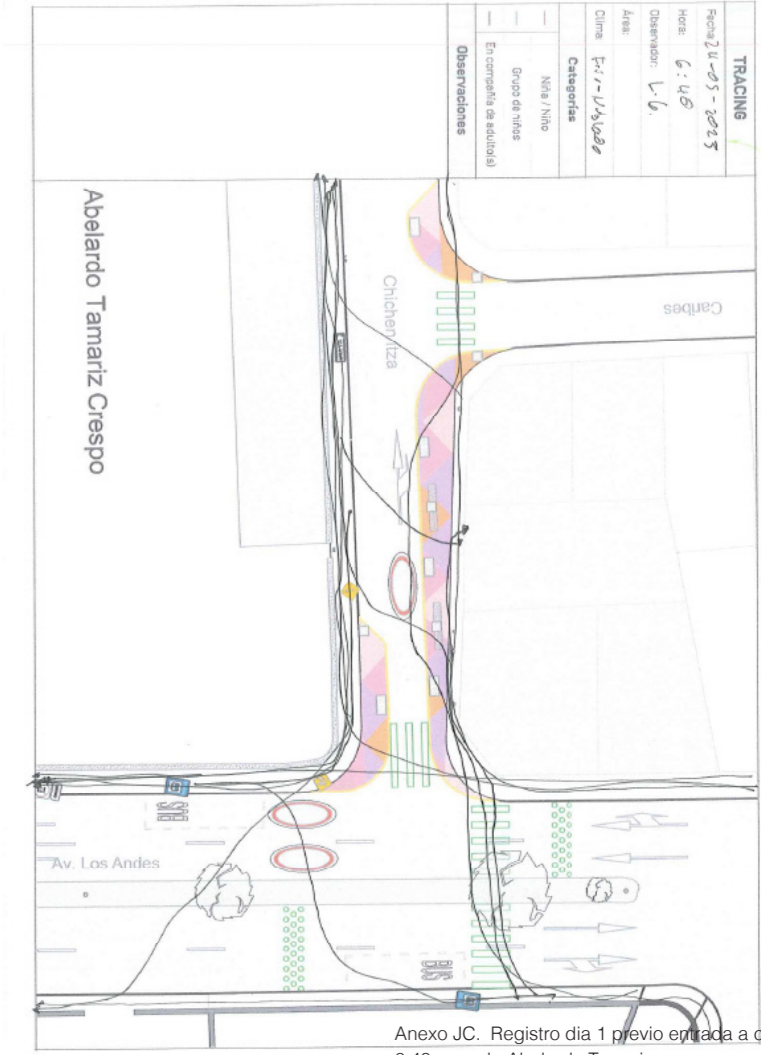 TRACING
Fecha: 24-05-2023
Hora: 6:40
Observador: L.G.
Área:
Clima:
Categorías
Niña / Niño
Grupo de niños
En compañía de adulto(s)
Observaciones
Abelardo Tamariz Crespo
Chichen Itza
Caribes
Av. Los Andes
BUS
BUS
Anexo JC. Registro dia 1 previo entrada a